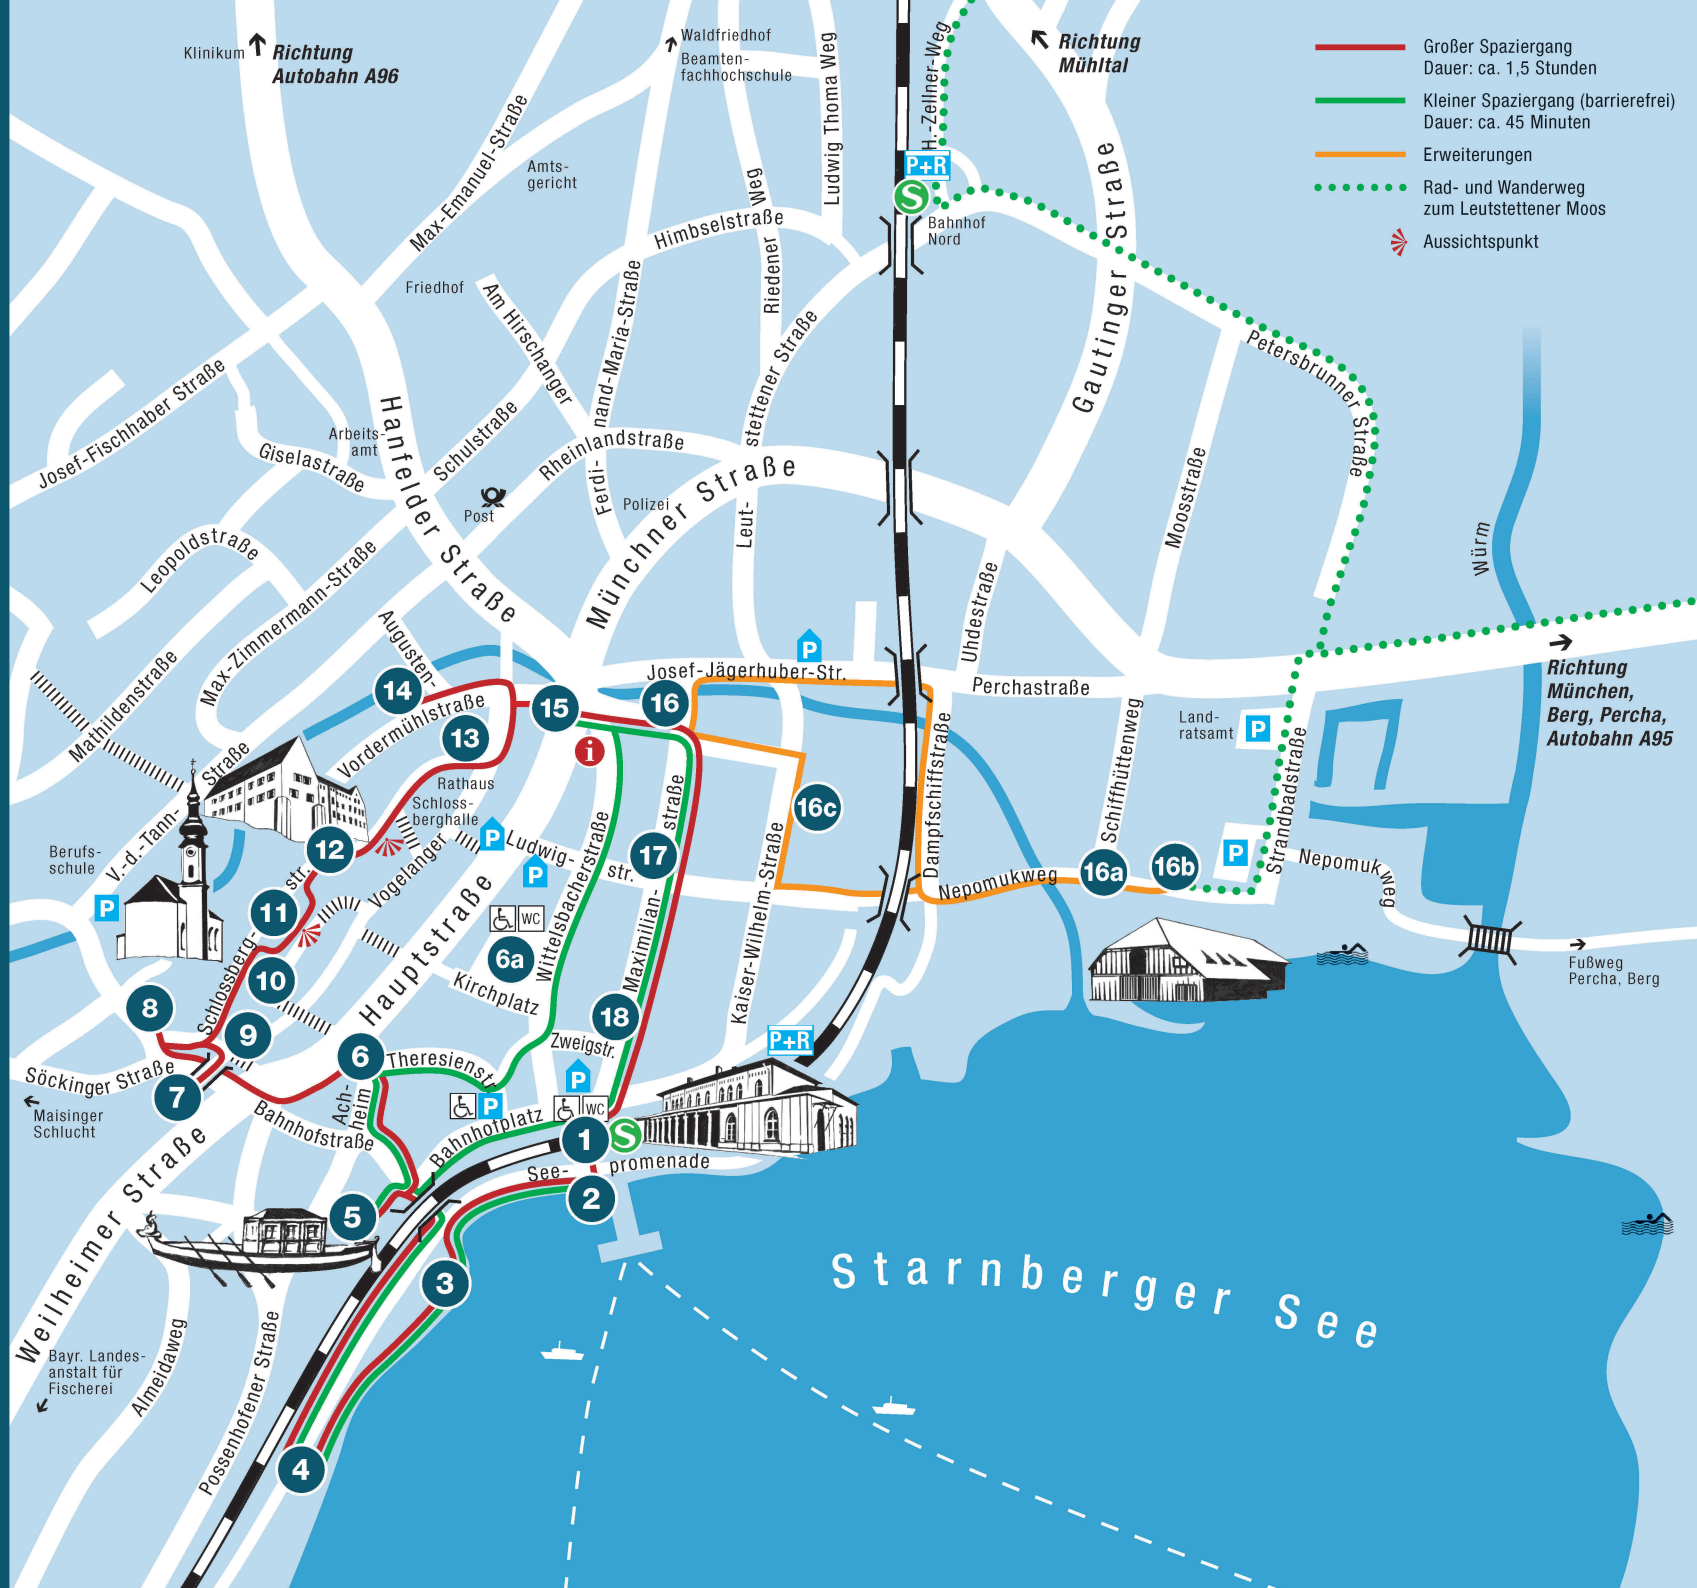 Klinikum
Richtung
Autobahn A96
Waldfriedhof
Beamten-
fachhochschule
Ludwig Thoma Weg
H.-Zellner-Weg
Richtung
Mühltal
Großer Spaziergang
Dauer: ca. 1,5 Stunden
Kleiner Spaziergang (barrierefrei)
Dauer: ca. 45 Minuten
Erweiterungen
Rad- und Wanderweg
zum Leutstettener Moos
Aussichtspunkt
Max-Emanuel-Straße
Amts-
gericht
P+R
S
Bahnhof
Nord
Himbselstraße
Riedener Weg
Gautinger Straße
Friedhof
Am Hirschanger
Ferdi-
nand-Maria-Straße
Leut-
stettener Straße
Petersbrunner Straße
Josef-Fischhaber Straße
Hanfelder Straße
Arbeits-
amt
Giselastraße
Schulstraße
Rheinlandstraße
Post
Polizei
Münchner Straße
Moosstraße
Würm
Leopoldstraße
Max-Zimmermann-Straße
Mathildenstraße
Augusten-
Uhdestraße
P
Josef-Jägerhuber-Str.
Perchastraße
Richtung
München,
Berg, Percha,
Autobahn A95
14
15
16
Vordermühlstraße
13
i
Land-
ratsamt
P
V.-d.-Tann-
Straße
Rathaus
Schloss-
berghalle
Dampfschiffstraße
Schiffhüttenweg
Strandbadstraße
16c
Berufs-
schule
P
12
P
Ludwig-
str.
P
17
Maximilian-
straße
Kaiser-Wilhelm-Straße
Nepomukweg
16a
16b
P
Nepomukweg
11
Schlossberg-
str.
Vogelanger
Hauptstraße
WC
6a
Wittelsbacherstraße
Kirchplatz
Fußweg
Percha, Berg
10
8
9
18
Zweigstr.
P+R
6
Theresienstr.
P
Söckinger Straße
7
Maisinger
Schlucht
Ach-
heim
Bahnhofstraße
P
WC
Bahnhofplatz
1
S
See-
promenade
2
Weilheimer Straße
5
3
Starnberger See
Bayr. Landes-
anstalt für
Fischerei
Almeidaweg
Possenhofener Straße
4